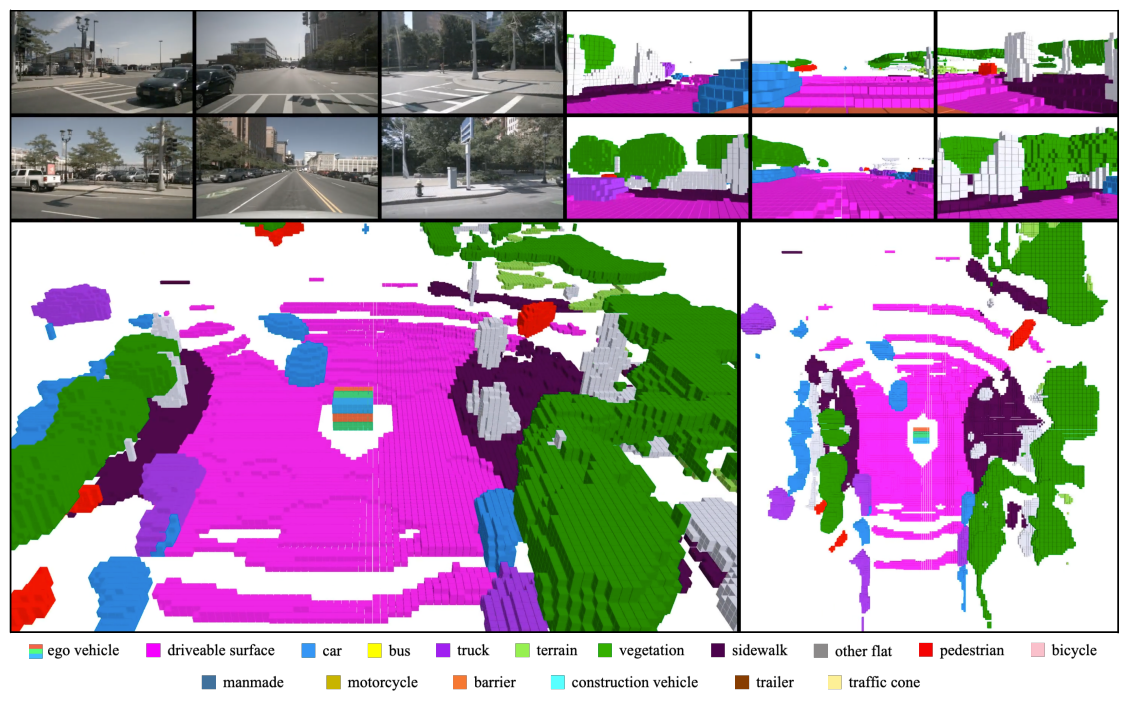 ego vehicle driveable surface car bus truck terrain vegetation sidewalk other flat pedestrian bicycle
manmade motorcycle barrier construction vehicle trailer traffic cone